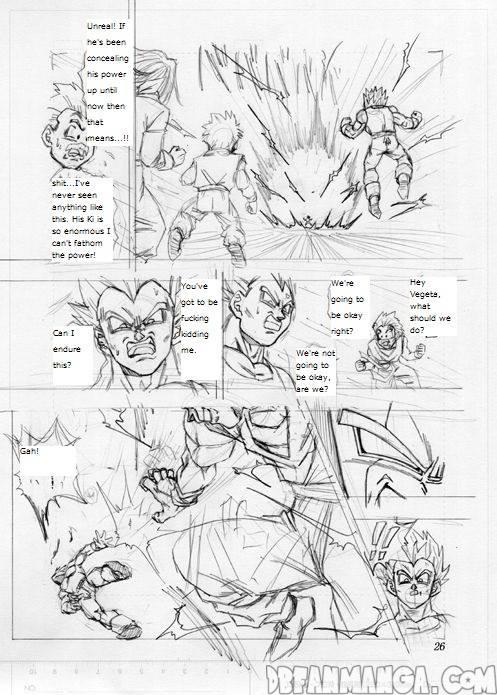 Unreal! If
he's been
concealing
his power
up until
now then
that
means...!!
shit...I've
never seen
anything like
this. His Ki is
so enormous I
can't fathom
the power!
Can I
endure
this?
You've
got to be
fucking
kidding
me.
We're
going to
be okay
right?
We're not
going to
be okay,
are we?
Hey
Vegeta,
what
should we
do?
Gah!
!!
26
DBFANMANGA.COM